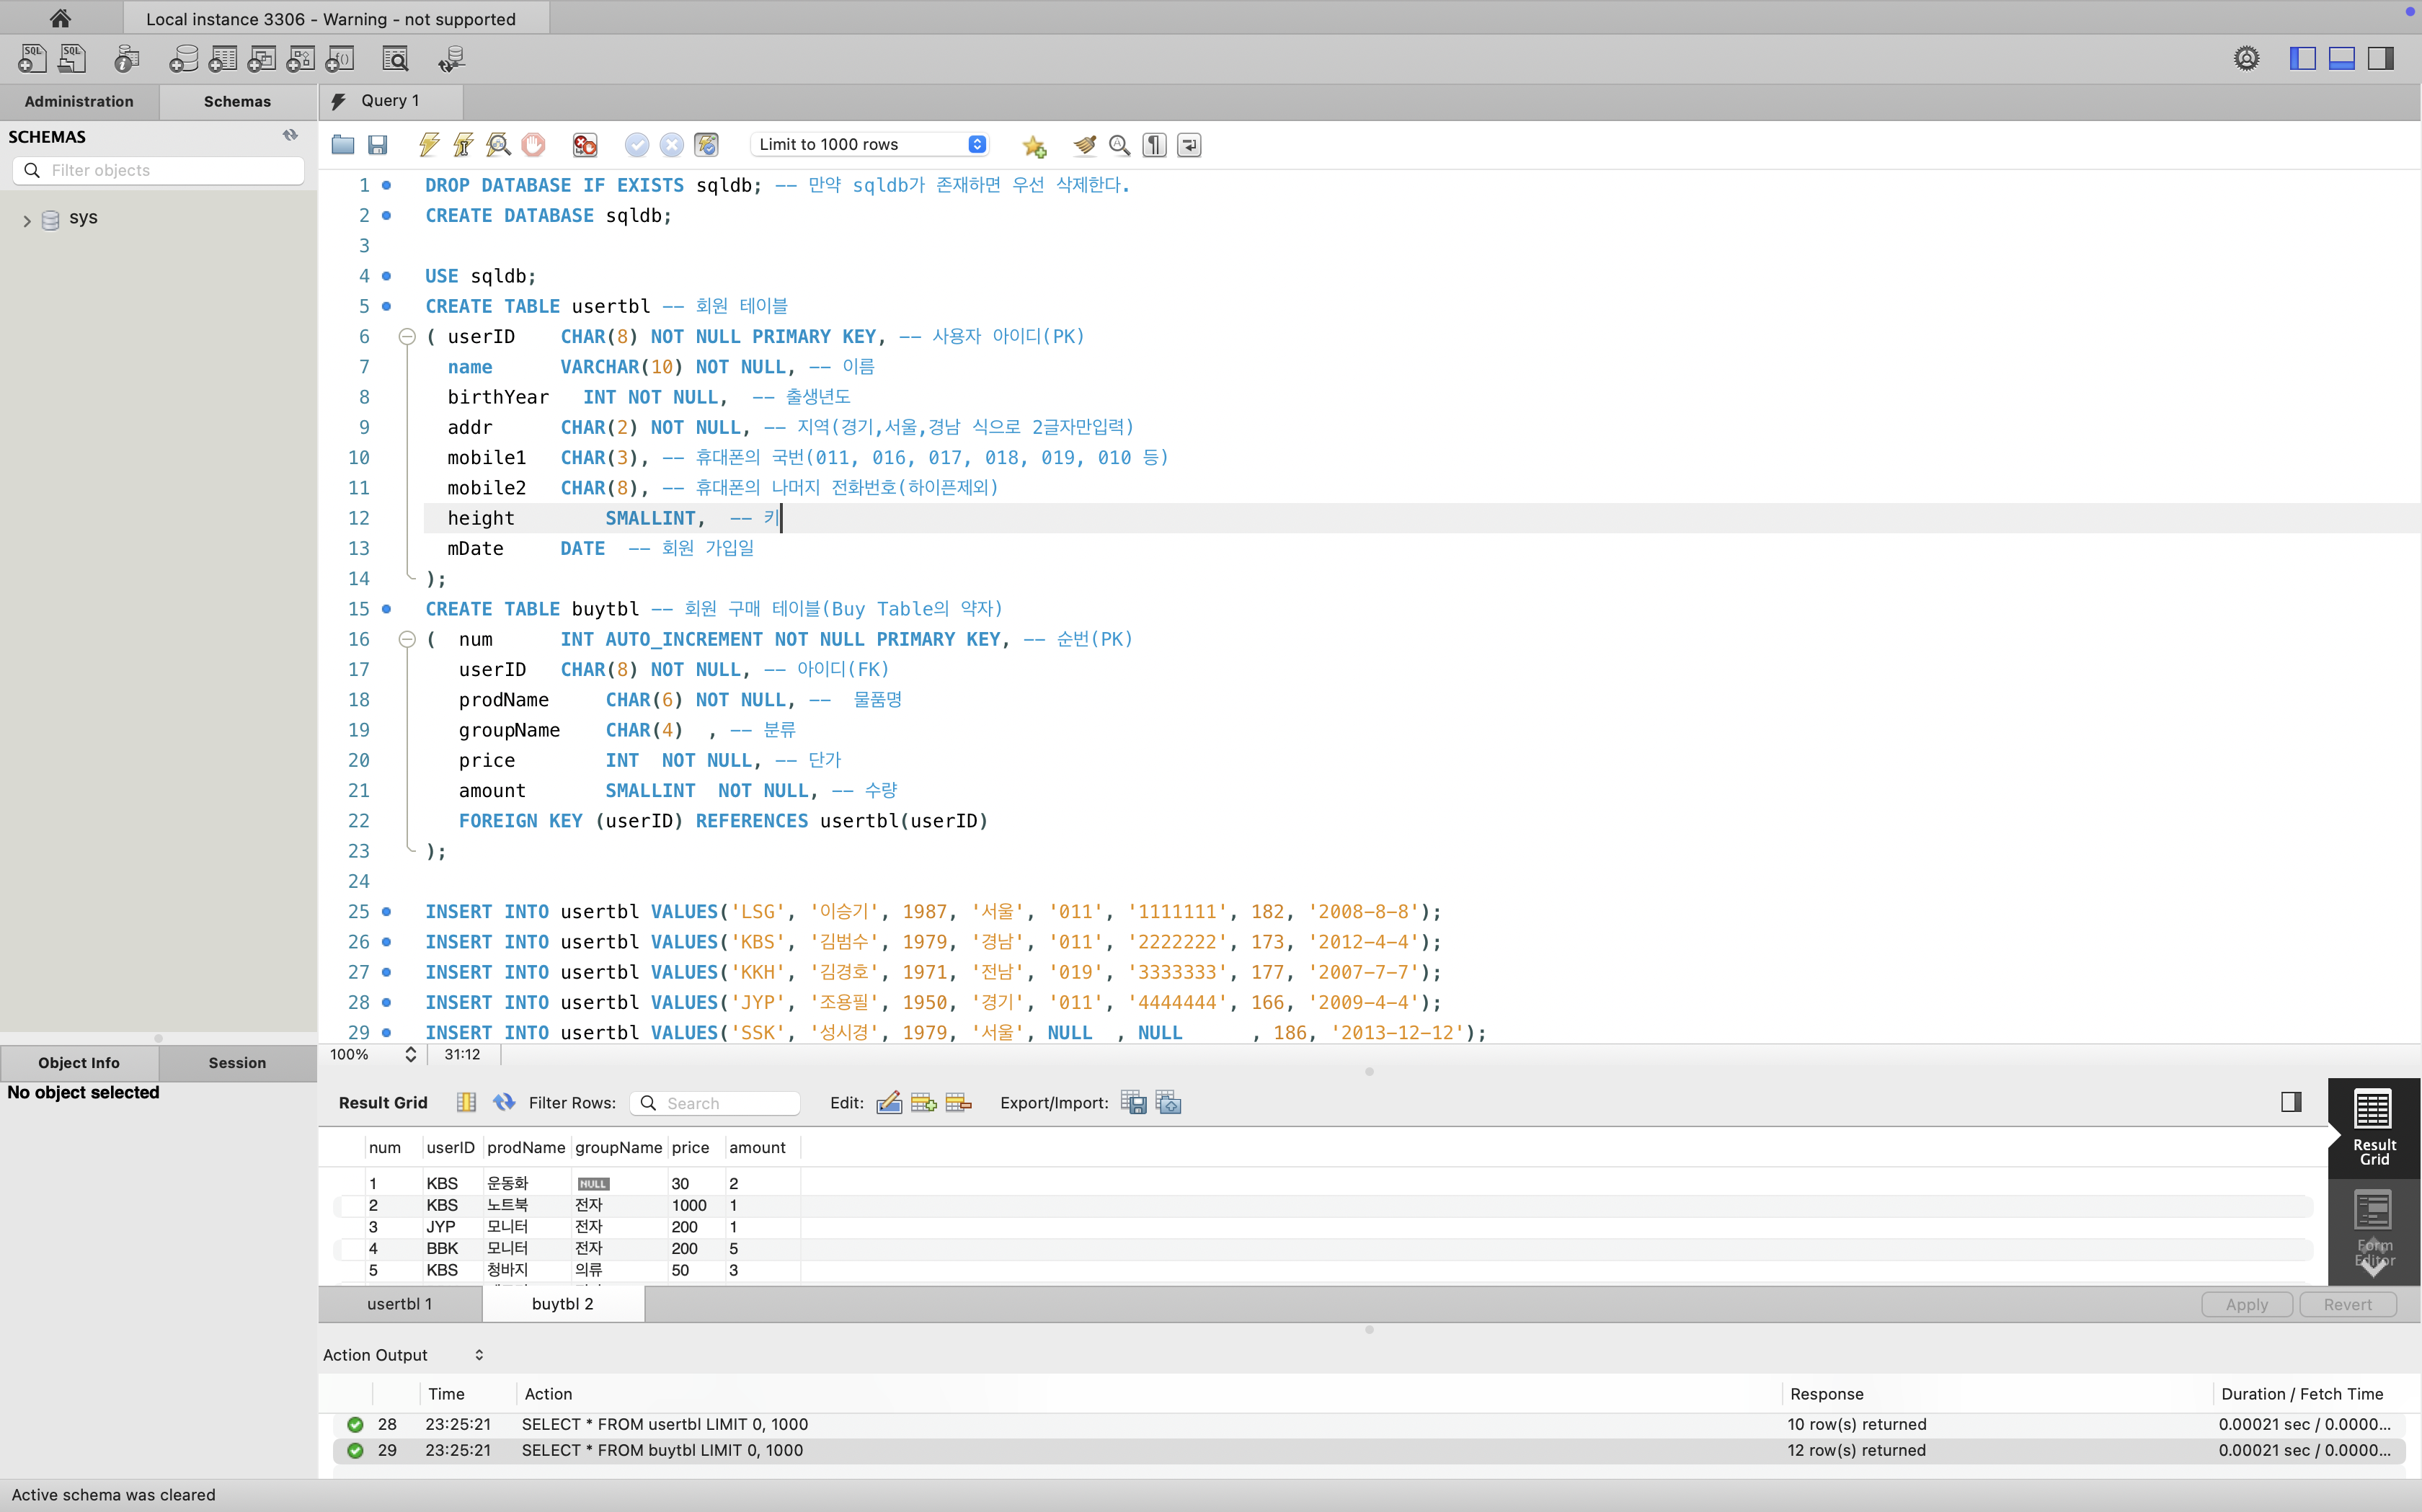 Local instance 3306 - Warning - not supported
Administration
Schemas
Query 1
SCHEMAS
Filter objects
sys
Limit to 1000 rows
1 DROP DATABASE IF EXISTS sqldb; -- 만약 sqldb가 존재하면 우선 삭제한다.
2 CREATE DATABASE sqldb;
3
4 USE sqldb;
5 CREATE TABLE usertbl -- 회원 테이블
6 ( userID CHAR(8) NOT NULL PRIMARY KEY, -- 사용자 아이디(PK)
7 name VARCHAR(10) NOT NULL, -- 이름
8 birthYear INT NOT NULL, -- 출생년도
9 addr CHAR(2) NOT NULL, -- 지역(경기,서울,경남 식으로 2글자만입력)
10 mobile1 CHAR(3), -- 휴대폰의 국번(011, 016, 017, 018, 019, 010 등)
11 mobile2 CHAR(8), -- 휴대폰의 나머지 전화번호(하이픈제외)
12 height SMALLINT, -- 키
13 mDate DATE -- 회원 가입일
14 );
15 CREATE TABLE buytbl -- 회원 구매 테이블(Buy Table의 약자)
16 ( num INT AUTO_INCREMENT NOT NULL PRIMARY KEY, -- 순번(PK)
17 userID CHAR(8) NOT NULL, -- 아이디(FK)
18 prodName CHAR(6) NOT NULL, -- 물품명
19 groupName CHAR(4) , -- 분류
20 price INT NOT NULL, -- 단가
21 amount SMALLINT NOT NULL, -- 수량
22 FOREIGN KEY (userID) REFERENCES usertbl(userID)
23 );
24
25 INSERT INTO usertbl VALUES('LSG', '이승기', 1987, '서울', '011', '1111111', 182, '2008-8-8');
26 INSERT INTO usertbl VALUES('KBS', '김범수', 1979, '경남', '011', '2222222', 173, '2012-4-4');
27 INSERT INTO usertbl VALUES('KKH', '김경호', 1971, '전남', '019', '3333333', 177, '2007-7-7');
28 INSERT INTO usertbl VALUES('JYP', '조용필', 1950, '경기', '011', '4444444', 166, '2009-4-4');
29 INSERT INTO usertbl VALUES('SSK', '성시경', 1979, '서울', NULL , NULL , 186, '2013-12-12');
100% 31:12
Object Info
Session
No object selected
Result Grid Filter Rows: Search Edit: Export/Import:
num userID prodName groupName price amount
1 KBS 운동화 NULL 30 2
2 KBS 노트북 전자 1000 1
3 JYP 모니터 전자 200 1
4 BBK 모니터 전자 200 5
5 KBS 청바지 의류 50 3
Result
Grid
Form
Editor
usertbl 1
buytbl 2
Apply
Revert
Action Output
Time Action Response Duration / Fetch Time
28 23:25:21 SELECT * FROM usertbl LIMIT 0, 1000 10 row(s) returned 0.00021 sec / 0.0000...
29 23:25:21 SELECT * FROM buytbl LIMIT 0, 1000 12 row(s) returned 0.00021 sec / 0.0000...
Active schema was cleared